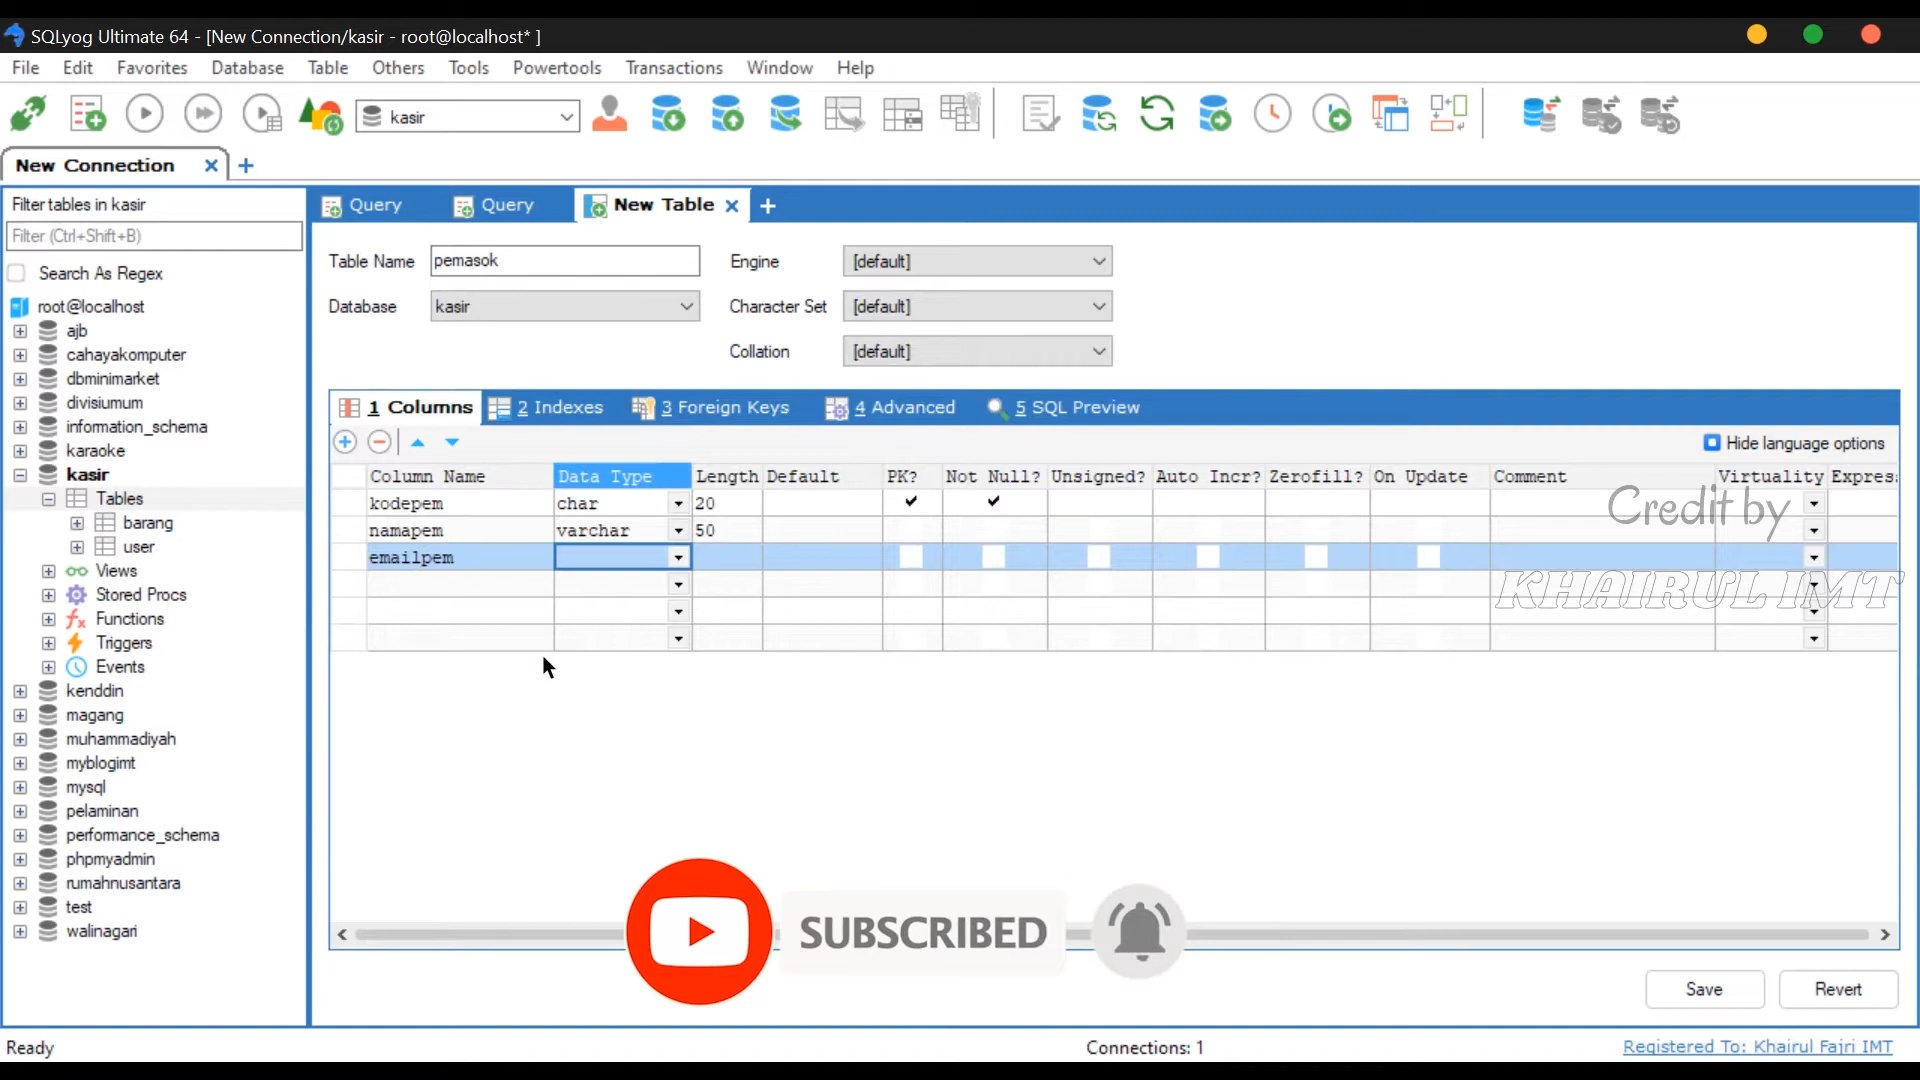 SQLyog Ultimate 64 - [New Connection/kasir - root@localhost* ]
File Edit Favorites Database Table Others Tools Powertools Transactions Window Help
kasir
New Connection
Filter tables in kasir
Filter (Ctrl+Shift+B)
Search As Regex
root@localhost
ajb
cahayakomputer
dbminimarket
divisiumum
information_schema
karaoke
kasir
Tables
barang
user
Views
Stored Procs
Functions
Triggers
Events
kenddin
magang
muhammadiyah
myblogimt
mysql
pelaminan
performance_schema
phpmyadmin
rumahnusantara
test
walinagari
Query Query New Table
Table Name pemasok Engine [default]
Database kasir Character Set [default]
Collation [default]
1 Columns 2 Indexes 3 Foreign Keys 4 Advanced 5 SQL Preview
Hide language options
Column Name Data Type Length Default PK? Not Null? Unsigned? Auto Incr? Zerofill? On Update Comment Virtuality Expres
kodepem char 20
namapem varchar 50
emailpem
Credit by
KHAIRUL IMT
SUBSCRIBED
Save Revert
Ready Connections: 1 Registered To: Khairul Fajri IMT